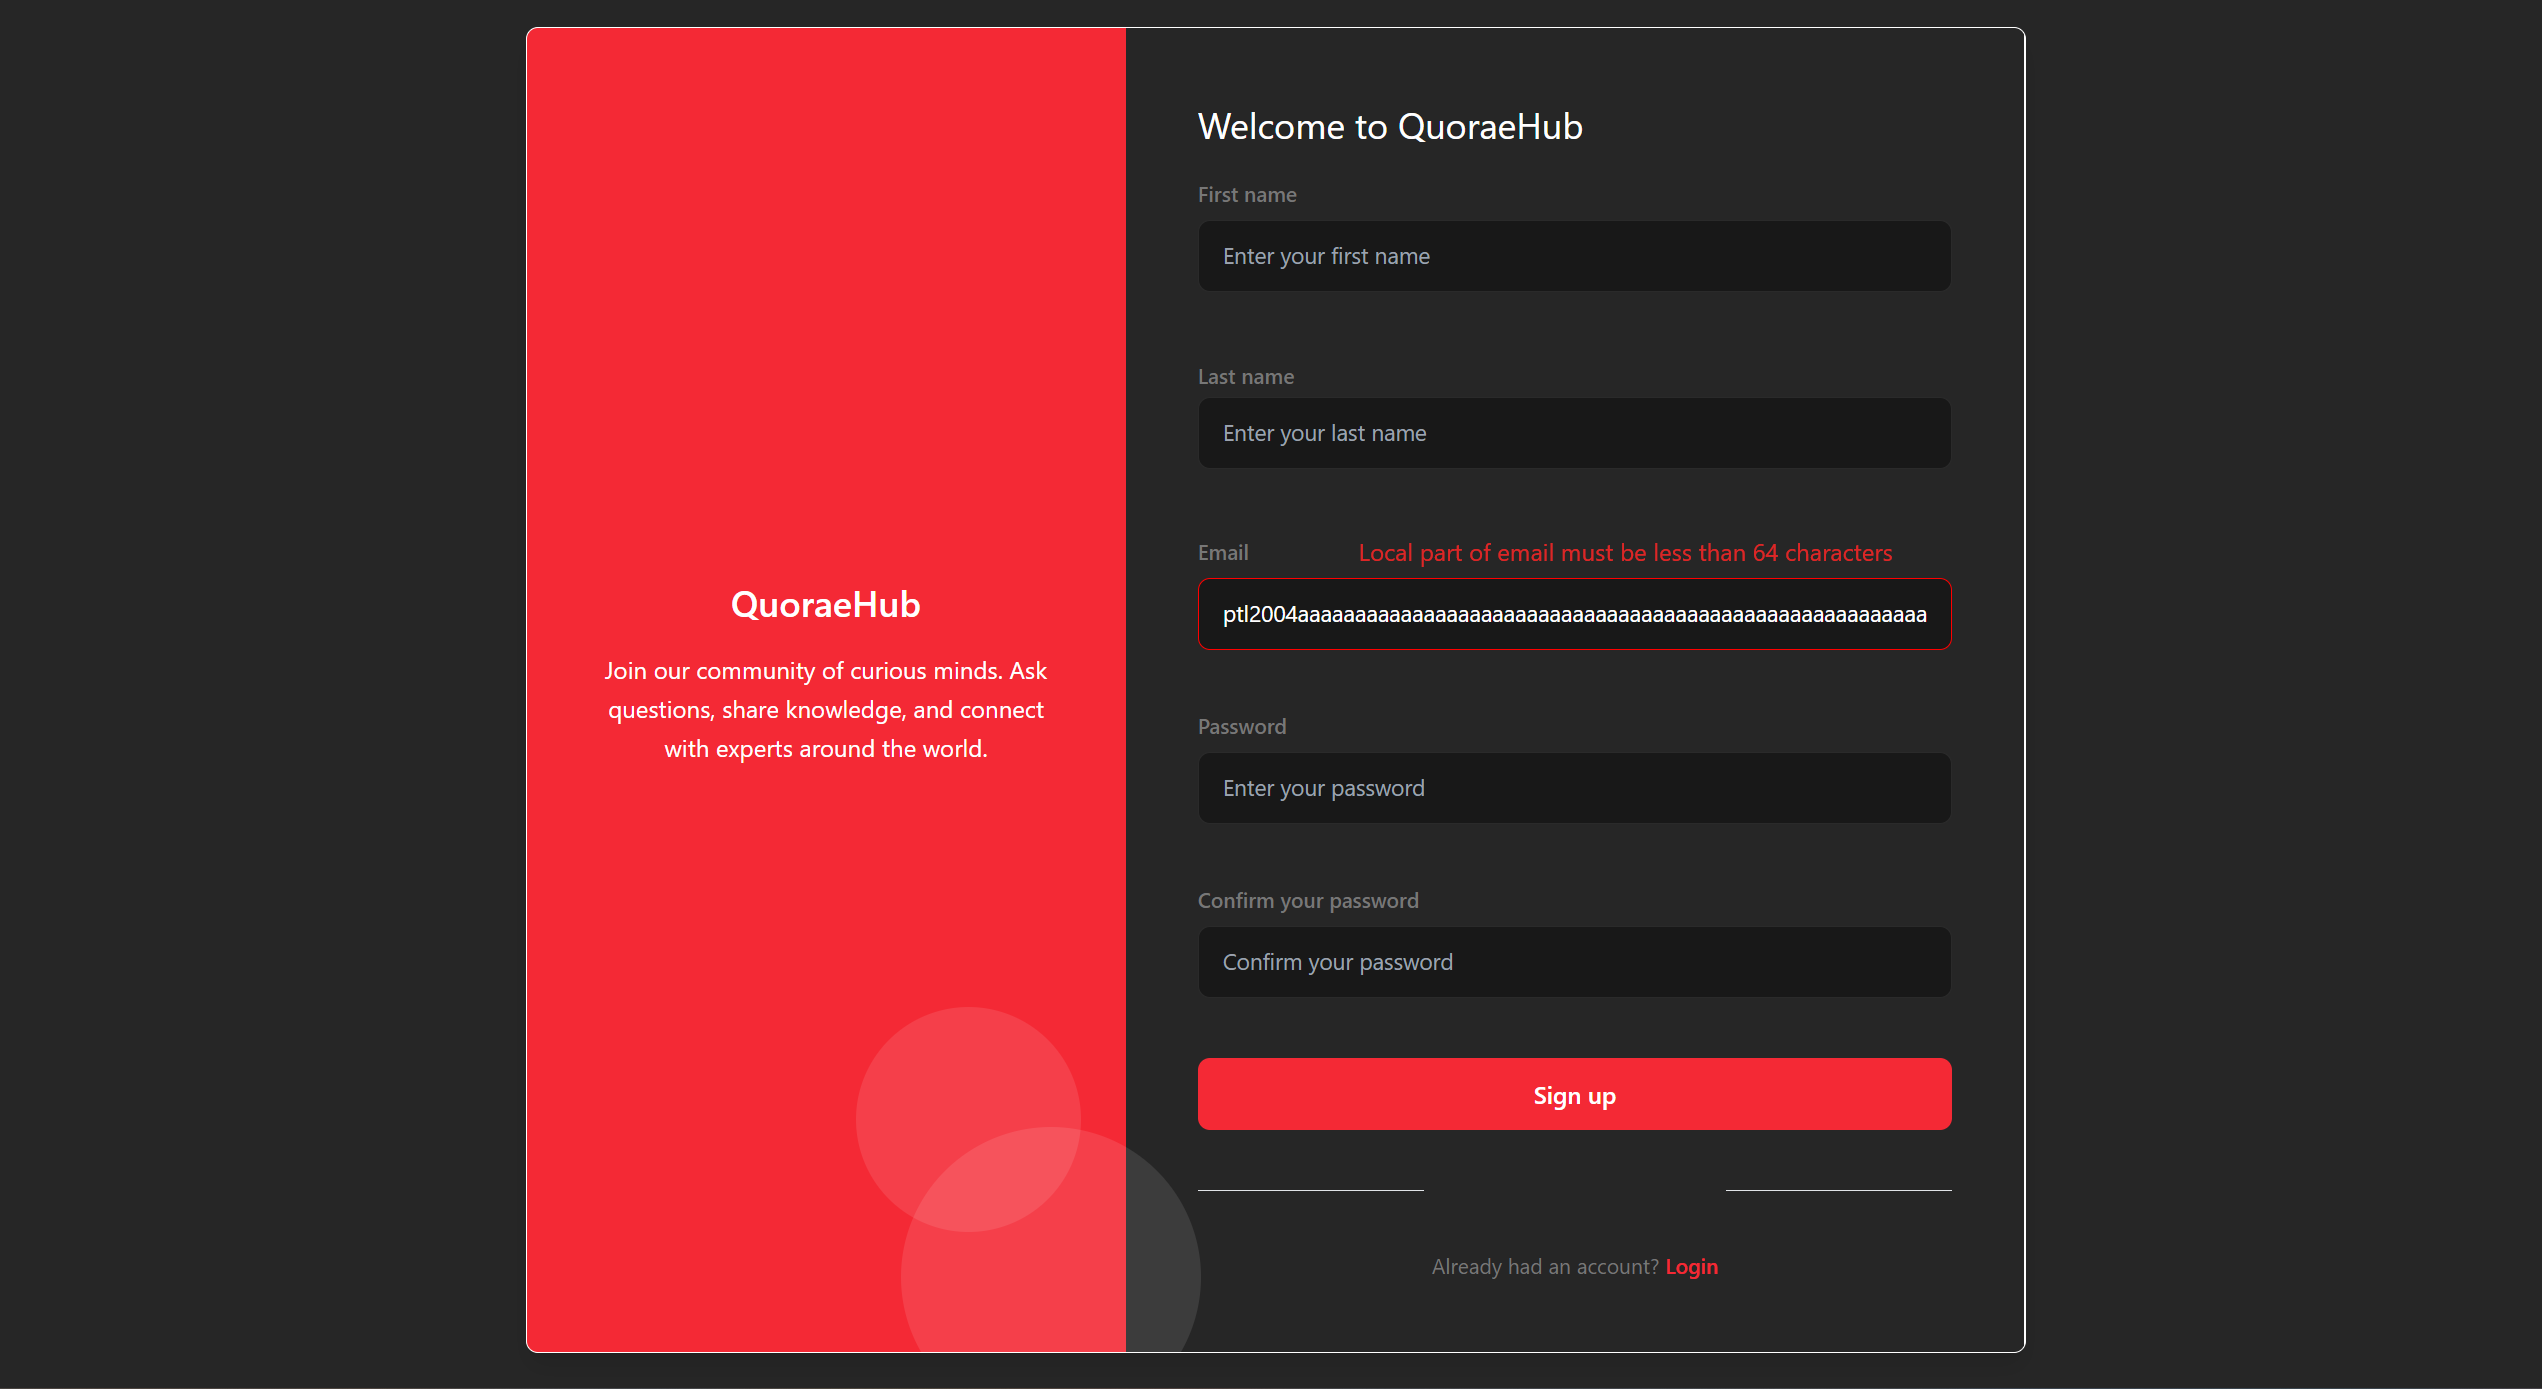 QuoraeHub
Join our community of curious minds. Ask
questions, share knowledge, and connect
with experts around the world.
Welcome to QuoraeHub
First name
Enter your first name
Last name
Enter your last name
Email Local part of email must be less than 64 characters
ptl2004aaaaaaaaaaaaaaaaaaaaaaaaaaaaaaaaaaaaaaaaaaaaaaaaaaaaaaa
Password
Enter your password
Confirm your password
Confirm your password
Sign up
Already had an account? Login